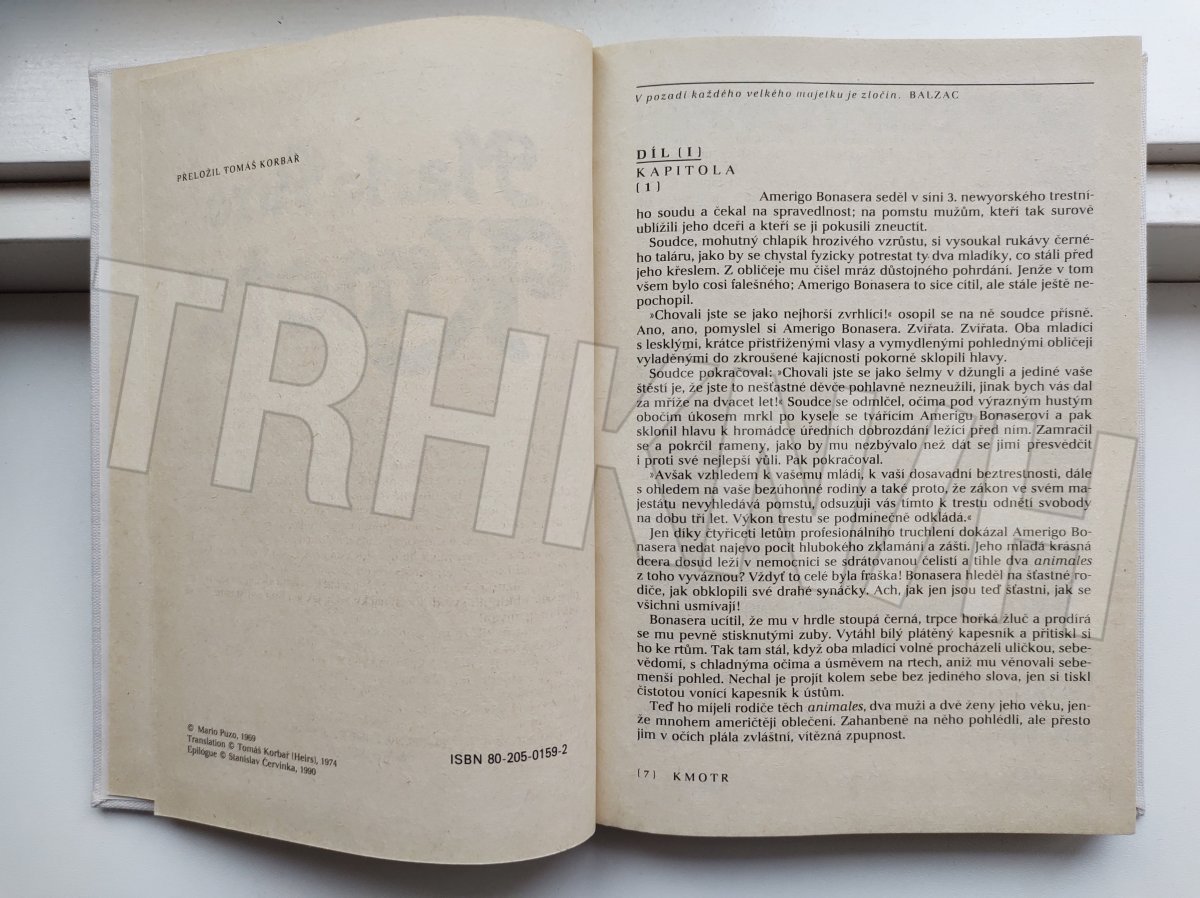 PŘELOŽIL TOMÁŠ KORBAŘ
© Mario Puzo, 1969
Translation © Tomáš Korbař (Heirs), 1974
Epilogue © Stanislav Červinka, 1990
ISBN 80-205-0159-2
V pozadí každého velkého majetku je zločin. BALZAC
DÍL (I)
KAPITOLA
(1)
Amerigo Bonasera seděl v síni 3. newyorského trestní-
ho soudu a čekal na spravedlnost; na pomstu mužům, kteří tak surově
ublížili jeho dceři a kteří se ji pokusili zneuctít.
Soudce, mohutný chlapík hrozivého vzrůstu, si vysoukal rukávy černé-
ho taláru, jako by se chystal fyzicky potrestat ty dva mladíky, co stáli před
jeho křeslem. Z obličeje mu čišel mráz důstojného pohrdání. Jenže v tom
všem bylo cosi falešného; Amerigo Bonasera to sice cítil, ale stále ještě ne-
pochopil.
»Chovali jste se jako nejhorší zvrhlíci!« osopil se na ně soudce přísně.
Ano, ano, pomyslel si Amerigo Bonasera. Zvířata. Zvířata. Oba mladíci
s lesklými, krátce přistřiženými vlasy a vymydlenými pohlednými obličeji
vyladěnými do zkroušené kajícnosti pokorně sklopili hlavy.
Soudce pokračoval: »Chovali jste se jako šelmy v džungli a jediné vaše
štěstí je, že jste to nešťastné děvče pohlavně nezneužili, jinak bych vás dal
za mříže na dvacet let!« Soudce se odmlčel, očima pod výrazným hustým
obočím úkosem mrkl po kysele se tvářícím Amerigu Bonaserovi a pak
sklonil hlavu k hromádce úředních dobrozdání ležící před ním. Zamračil
se a pokrčil rameny, jako by mu nezbývalo než dát se jimi přesvědčit
i proti své nejlepší vůli. Pak pokračoval.
»Avšak vzhledem k vašemu mládí, k vaší dosavadní beztrestnosti, dále
s ohledem na vaše bezúhonné rodiny a také proto, že zákon ve svém ma-
jestátu nevyhledává pomstu, odsuzuji vás tímto k trestu odnětí svobody
na dobu tří let. Výkon trestu se podmínečně odkládá.«
Jen díky čtyřiceti letům profesionálního truchlení dokázal Amerigo Bo-
nasera nedat najevo pocit hlubokého zklamání a zášti. Jeho mladá krásná
dcera dosud leží v nemocnici se sdrátovanou čelistí a tihle dva animales
z toho vyváznou? Vždyť to celé byla fraška! Bonasera hleděl na šťastné ro-
diče, jak obklopili své drahé synáčky. Ach, jak jen jsou teď šťastni, jak se
všichni usmívají!
Bonasera ucítil, že mu v hrdle stoupá černá, trpce hořká žluč a prodírá
se mu pevně stisknutými zuby. Vytáhl bílý plátěný kapesník a přitiskl si
ho ke rtům. Tak tam stál, když oba mladíci volně procházeli uličkou, sebe-
vědomí, s chladnýma očima a úsměvem na rtech, aniž mu věnovali sebe-
menší pohled. Nechal je projít kolem sebe bez jediného slova, jen si tiskl
čistotou vonící kapesník k ústům.
Teď ho míjeli rodiče těch animales, dva muži a dvě ženy jeho věku, jen-
že mnohem američtěji oblečení. Zahanbeně na něho pohlédli, ale přesto
jim v očích plála zvláštní, vítězná zpupnost.
(7) KMOTR
TRHKNIH